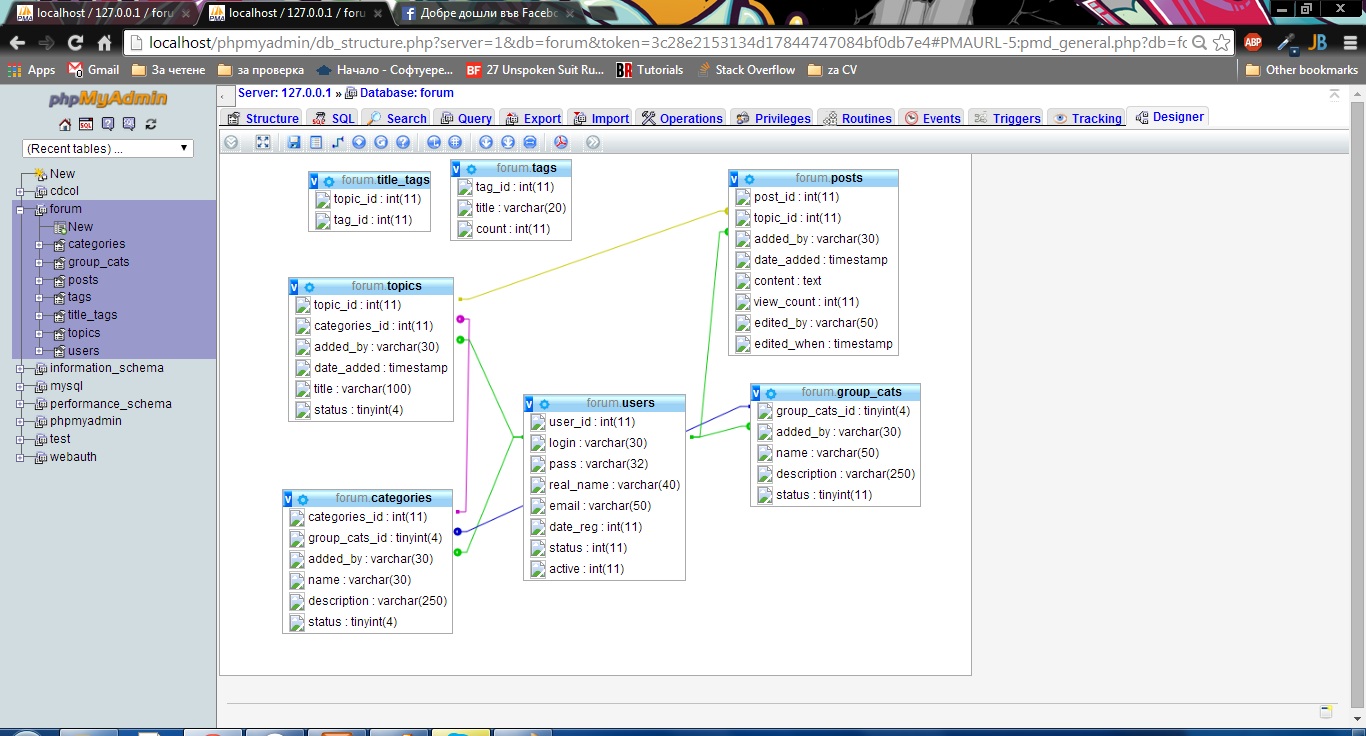 localhost / 127.0.0.1 / foru
localhost / 127.0.0.1 / foru
Добре дошли във Facebo
localhost/phpmyadmin/db_structure.php?server=1&db=forum&token=3c28e2153134d17844747084bf0db7e4#PMAURL-5:pmd_general.php?db=fo
ABP
JB
Apps
Gmail
За четене
за проверка
Начало - Софтуере...
BF 27 Unspoken Suit Ru...
BR Tutorials
Stack Overflow
za CV
Other bookmarks
phpMyAdmin
SQL
(Recent tables) ...
New
cdcol
forum
New
categories
group_cats
posts
tags
title_tags
topics
users
information_schema
mysql
performance_schema
phpmyadmin
test
webauth
Server: 127.0.0.1 » Database: forum
Structure
SQL
Search
Query
Export
Import
Operations
Privileges
Routines
Events
Triggers
Tracking
Designer
v forum.title_tags
topic_id : int(11)
tag_id : int(11)
v forum.tags
tag_id : int(11)
title : varchar(20)
count : int(11)
v forum.posts
post_id : int(11)
topic_id : int(11)
added_by : varchar(30)
date_added : timestamp
content : text
view_count : int(11)
edited_by : varchar(50)
edited_when : timestamp
v forum.topics
topic_id : int(11)
categories_id : int(11)
added_by : varchar(30)
date_added : timestamp
title : varchar(100)
status : tinyint(4)
v forum.users
user_id : int(11)
login : varchar(30)
pass : varchar(32)
real_name : varchar(40)
email : varchar(50)
date_reg : int(11)
status : int(11)
active : int(11)
v forum.group_cats
group_cats_id : tinyint(4)
added_by : varchar(30)
name : varchar(50)
description : varchar(250)
status : tinyint(11)
v forum.categories
categories_id : int(11)
group_cats_id : tinyint(4)
added_by : varchar(30)
name : varchar(30)
description : varchar(250)
status : tinyint(4)